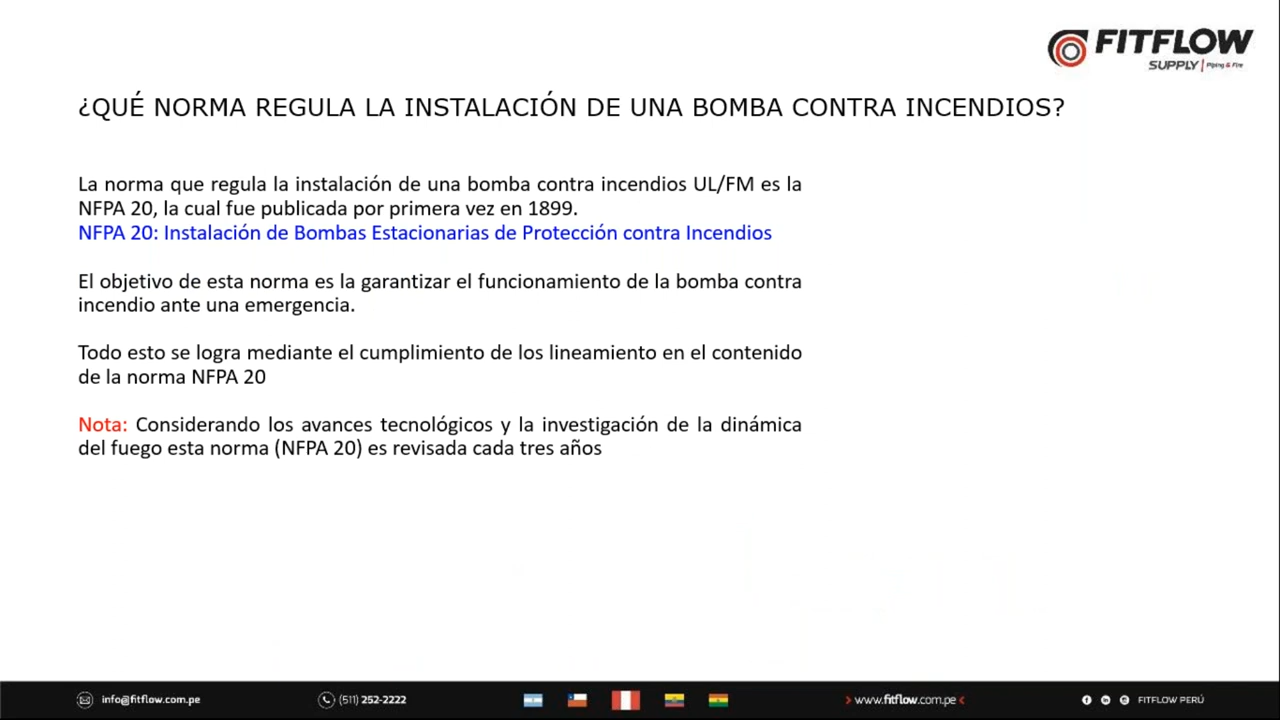 FITFLOW
SUPPLY | Piping & Fire
¿QUÉ NORMA REGULA LA INSTALACIÓN DE UNA BOMBA CONTRA INCENDIOS?
La norma que regula la instalación de una bomba contra incendios UL/FM es la
NFPA 20, la cual fue publicada por primera vez en 1899.
NFPA 20: Instalación de Bombas Estacionarias de Protección contra Incendios
El objetivo de esta norma es la garantizar el funcionamiento de la bomba contra
incendio ante una emergencia.
Todo esto se logra mediante el cumplimiento de los lineamiento en el contenido
de la norma NFPA 20
Nota: Considerando los avances tecnológicos y la investigación de la dinámica
del fuego esta norma (NFPA 20) es revisada cada tres años
info@fitflow.com.pe (511) 252-2222 www.fitflow.com.pe FITFLOW PERÚ